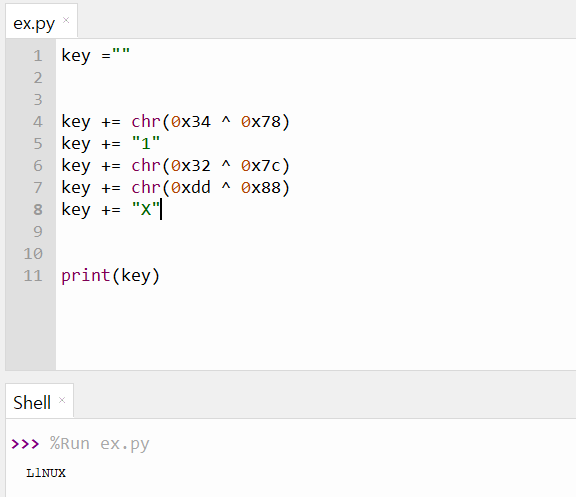 ex.py ×
1 key =""
2
3
4 key += chr(0x34 ^ 0x78)
5 key += "1"
6 key += chr(0x32 ^ 0x7c)
7 key += chr(0xdd ^ 0x88)
8 key += "X"
9
10
11 print(key)
Shell ×
>>> %Run ex.py
L1NUX